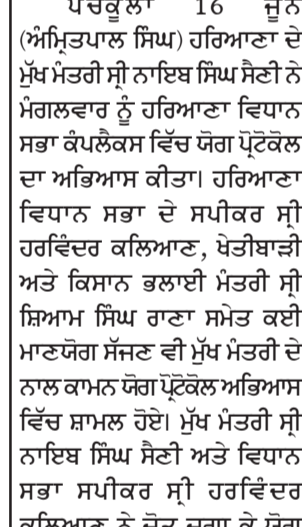 ਪੰਚਕੂਲਾ 16 ਜੂਨ
(ਅੰਮ੍ਰਿਤਪਾਲ ਸਿੰਘ) ਹਰਿਆਣਾ ਦੇ
ਮੁੱਖ ਮੰਤਰੀ ਸ੍ਰੀ ਨਾਇਬ ਸਿੰਘ ਸੈਣੀ ਨੇ
ਮੰਗਲਵਾਰ ਨੂੰ ਹਰਿਆਣਾ ਵਿਧਾਨ
ਸਭਾ ਕੰਪਲੈਕਸ ਵਿੱਚ ਯੋਗ ਪ੍ਰੋਟੋਕੋਲ
ਦਾ ਅਭਿਆਸ ਕੀਤਾ। ਹਰਿਆਣਾ
ਵਿਧਾਨ ਸਭਾ ਦੇ ਸਪੀਕਰ ਸ੍ਰੀ
ਹਰਵਿੰਦਰ ਕਲਿਆਣ, ਖੇਤੀਬਾੜੀ
ਅਤੇ ਕਿਸਾਨ ਭਲਾਈ ਮੰਤਰੀ ਸ੍ਰੀ
ਸ਼ਿਆਮ ਸਿੰਘ ਰਾਣਾ ਸਮੇਤ ਕਈ
ਮਾਣਯੋਗ ਸੱਜਣ ਵੀ ਮੁੱਖ ਮੰਤਰੀ ਦੇ
ਨਾਲ ਕਾਮਨ ਯੋਗ ਪ੍ਰੋਟੋਕੋਲ ਅਭਿਆਸ
ਵਿੱਚ ਸ਼ਾਮਲ ਹੋਏ। ਮੁੱਖ ਮੰਤਰੀ ਸ੍ਰੀ
ਨਾਇਬ ਸਿੰਘ ਸੈਣੀ ਅਤੇ ਵਿਧਾਨ
ਸਭਾ ਸਪੀਕਰ ਸ੍ਰੀ ਹਰਵਿੰਦਰ
ਕਲਿਆਣ ਨੇ ਜੋਤ ਜਗਾ ਕੇ ਯੋਗਾ